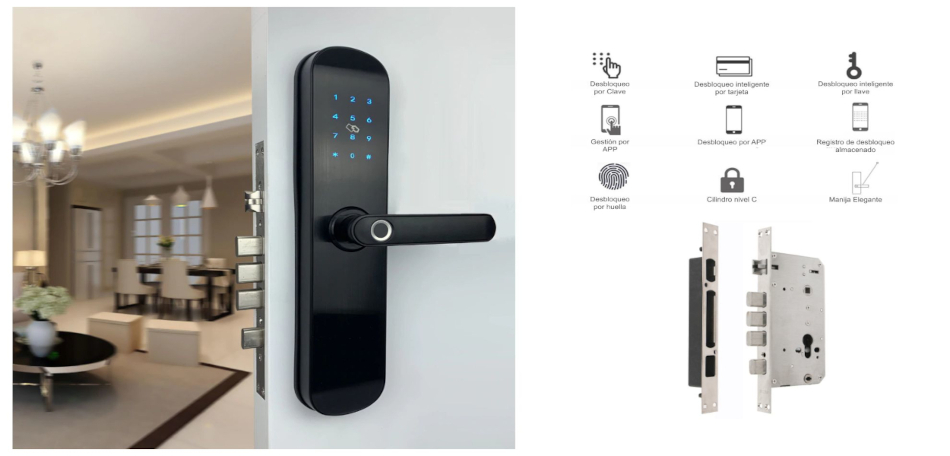 1 2 3
4 5 6
7 8 9
* 0 #
Desbloqueo
por Clave
Desbloqueo inteligente
por tarjeta
Desbloqueo inteligente
por llave
Gestión por
APP
Desbloqueo por APP
Registro de desbloqueo
almacenado
Desbloqueo
por huella
Cilindro nivel C
Manija Elegante